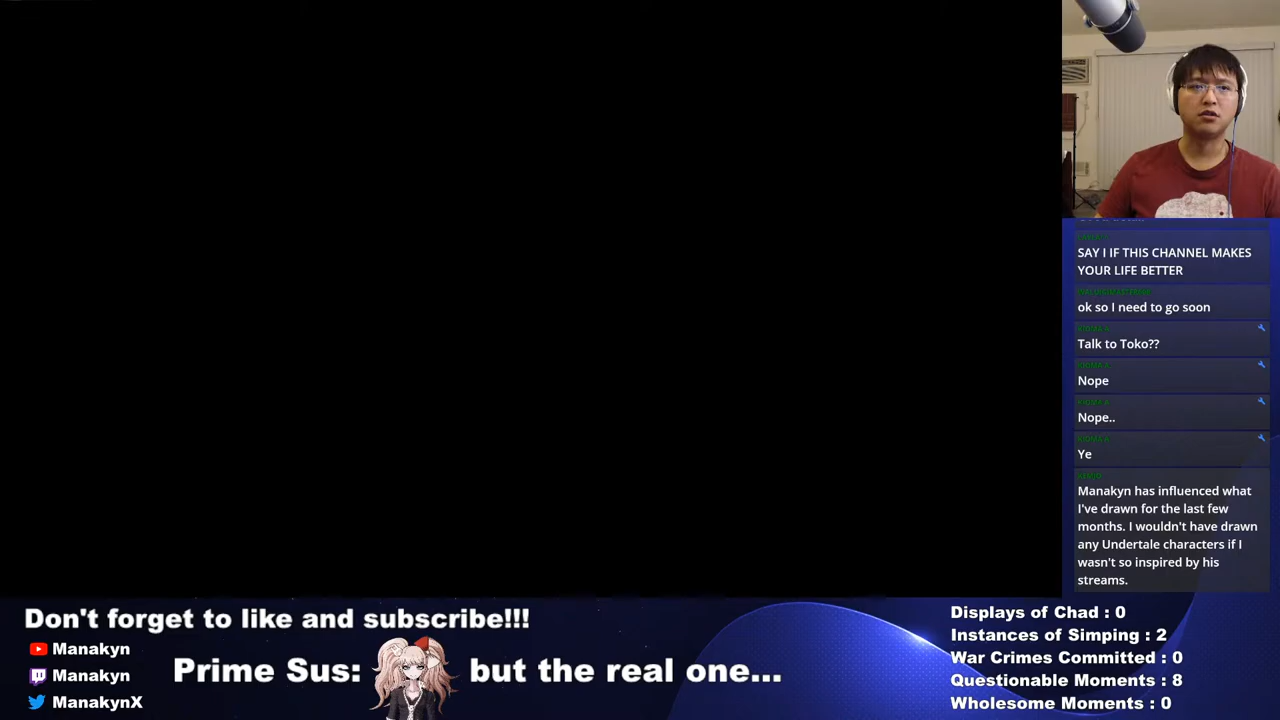 SAY I IF THIS CHANNEL MAKES
YOUR LIFE BETTER
ok so I need to go soon
Talk to Toko??
Nope
Nope..
Ye
Manakyn has influenced what
I've drawn for the last few
months. I wouldn't have drawn
any Undertale characters if I
wasn't so inspired by his
streams.
Don't forget to like and subscribe!!!
Manakyn
Manakyn
ManakynX
Prime Sus: but the real one...
Displays of Chad : 0
Instances of Simping : 2
War Crimes Committed : 0
Questionable Moments : 8
Wholesome Moments : 0